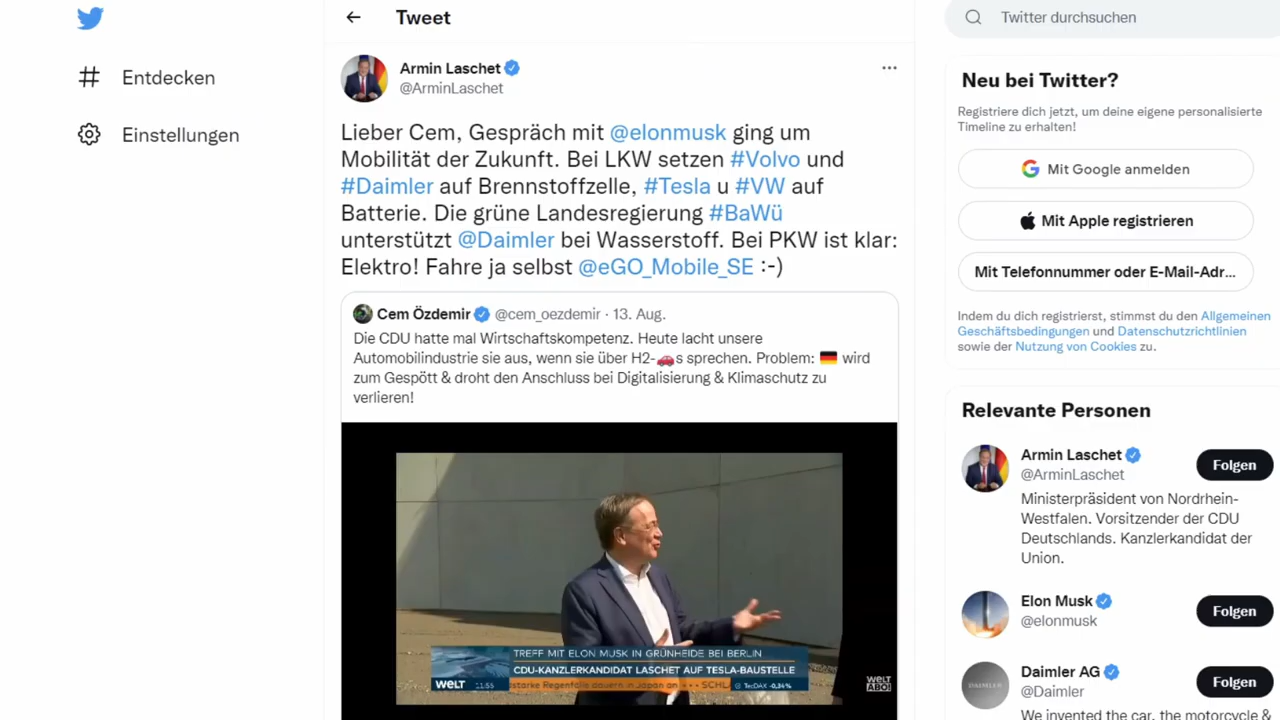 Tweet
Twitter durchsuchen
Entdecken
Einstellungen
Armin Laschet
@ArminLaschet
Lieber Cem, Gespräch mit @elonmusk ging um
Mobilität der Zukunft. Bei LKW setzen #Volvo und
#Daimler auf Brennstoffzelle, #Tesla u #VW auf
Batterie. Die grüne Landesregierung #BaWü
unterstützt @Daimler bei Wasserstoff. Bei PKW ist klar:
Elektro! Fahre ja selbst @eGO_Mobile_SE :-)
Cem Özdemir @cem_oezdemir · 13. Aug.
Die CDU hatte mal Wirtschaftskompetenz. Heute lacht unsere
Automobilindustrie sie aus, wenn sie über H2-🚗s sprechen. Problem: 🇩🇪 wird
zum Gespött & droht den Anschluss bei Digitalisierung & Klimaschutz zu
verlieren!
TREFF MIT ELON MUSK IN GRÜNHEIDE BEI BERLIN
CDU-KANZLERKANDIDAT LASCHET AUF TESLA-BAUSTELLE
WELT 11:55 starke Regenfälle dauern in Japan an +++ SCHL TecDAX -0,36%
WELT
ABO!
Neu bei Twitter?
Registriere dich jetzt, um deine eigene personalisierte
Timeline zu erhalten!
Mit Google anmelden
Mit Apple registrieren
Mit Telefonnummer oder E-Mail-Adr...
Indem du dich registrierst, stimmst du den Allgemeinen
Geschäftsbedingungen und Datenschutzrichtlinien
sowie der Nutzung von Cookies zu.
Relevante Personen
Armin Laschet
@ArminLaschet
Folgen
Ministerpräsident von Nordrhein-
Westfalen. Vorsitzender der CDU
Deutschlands. Kanzlerkandidat der
Union.
Elon Musk
@elonmusk
Folgen
DAIMLER
Daimler AG
@Daimler
Folgen
We invented the car, the motorcycle &